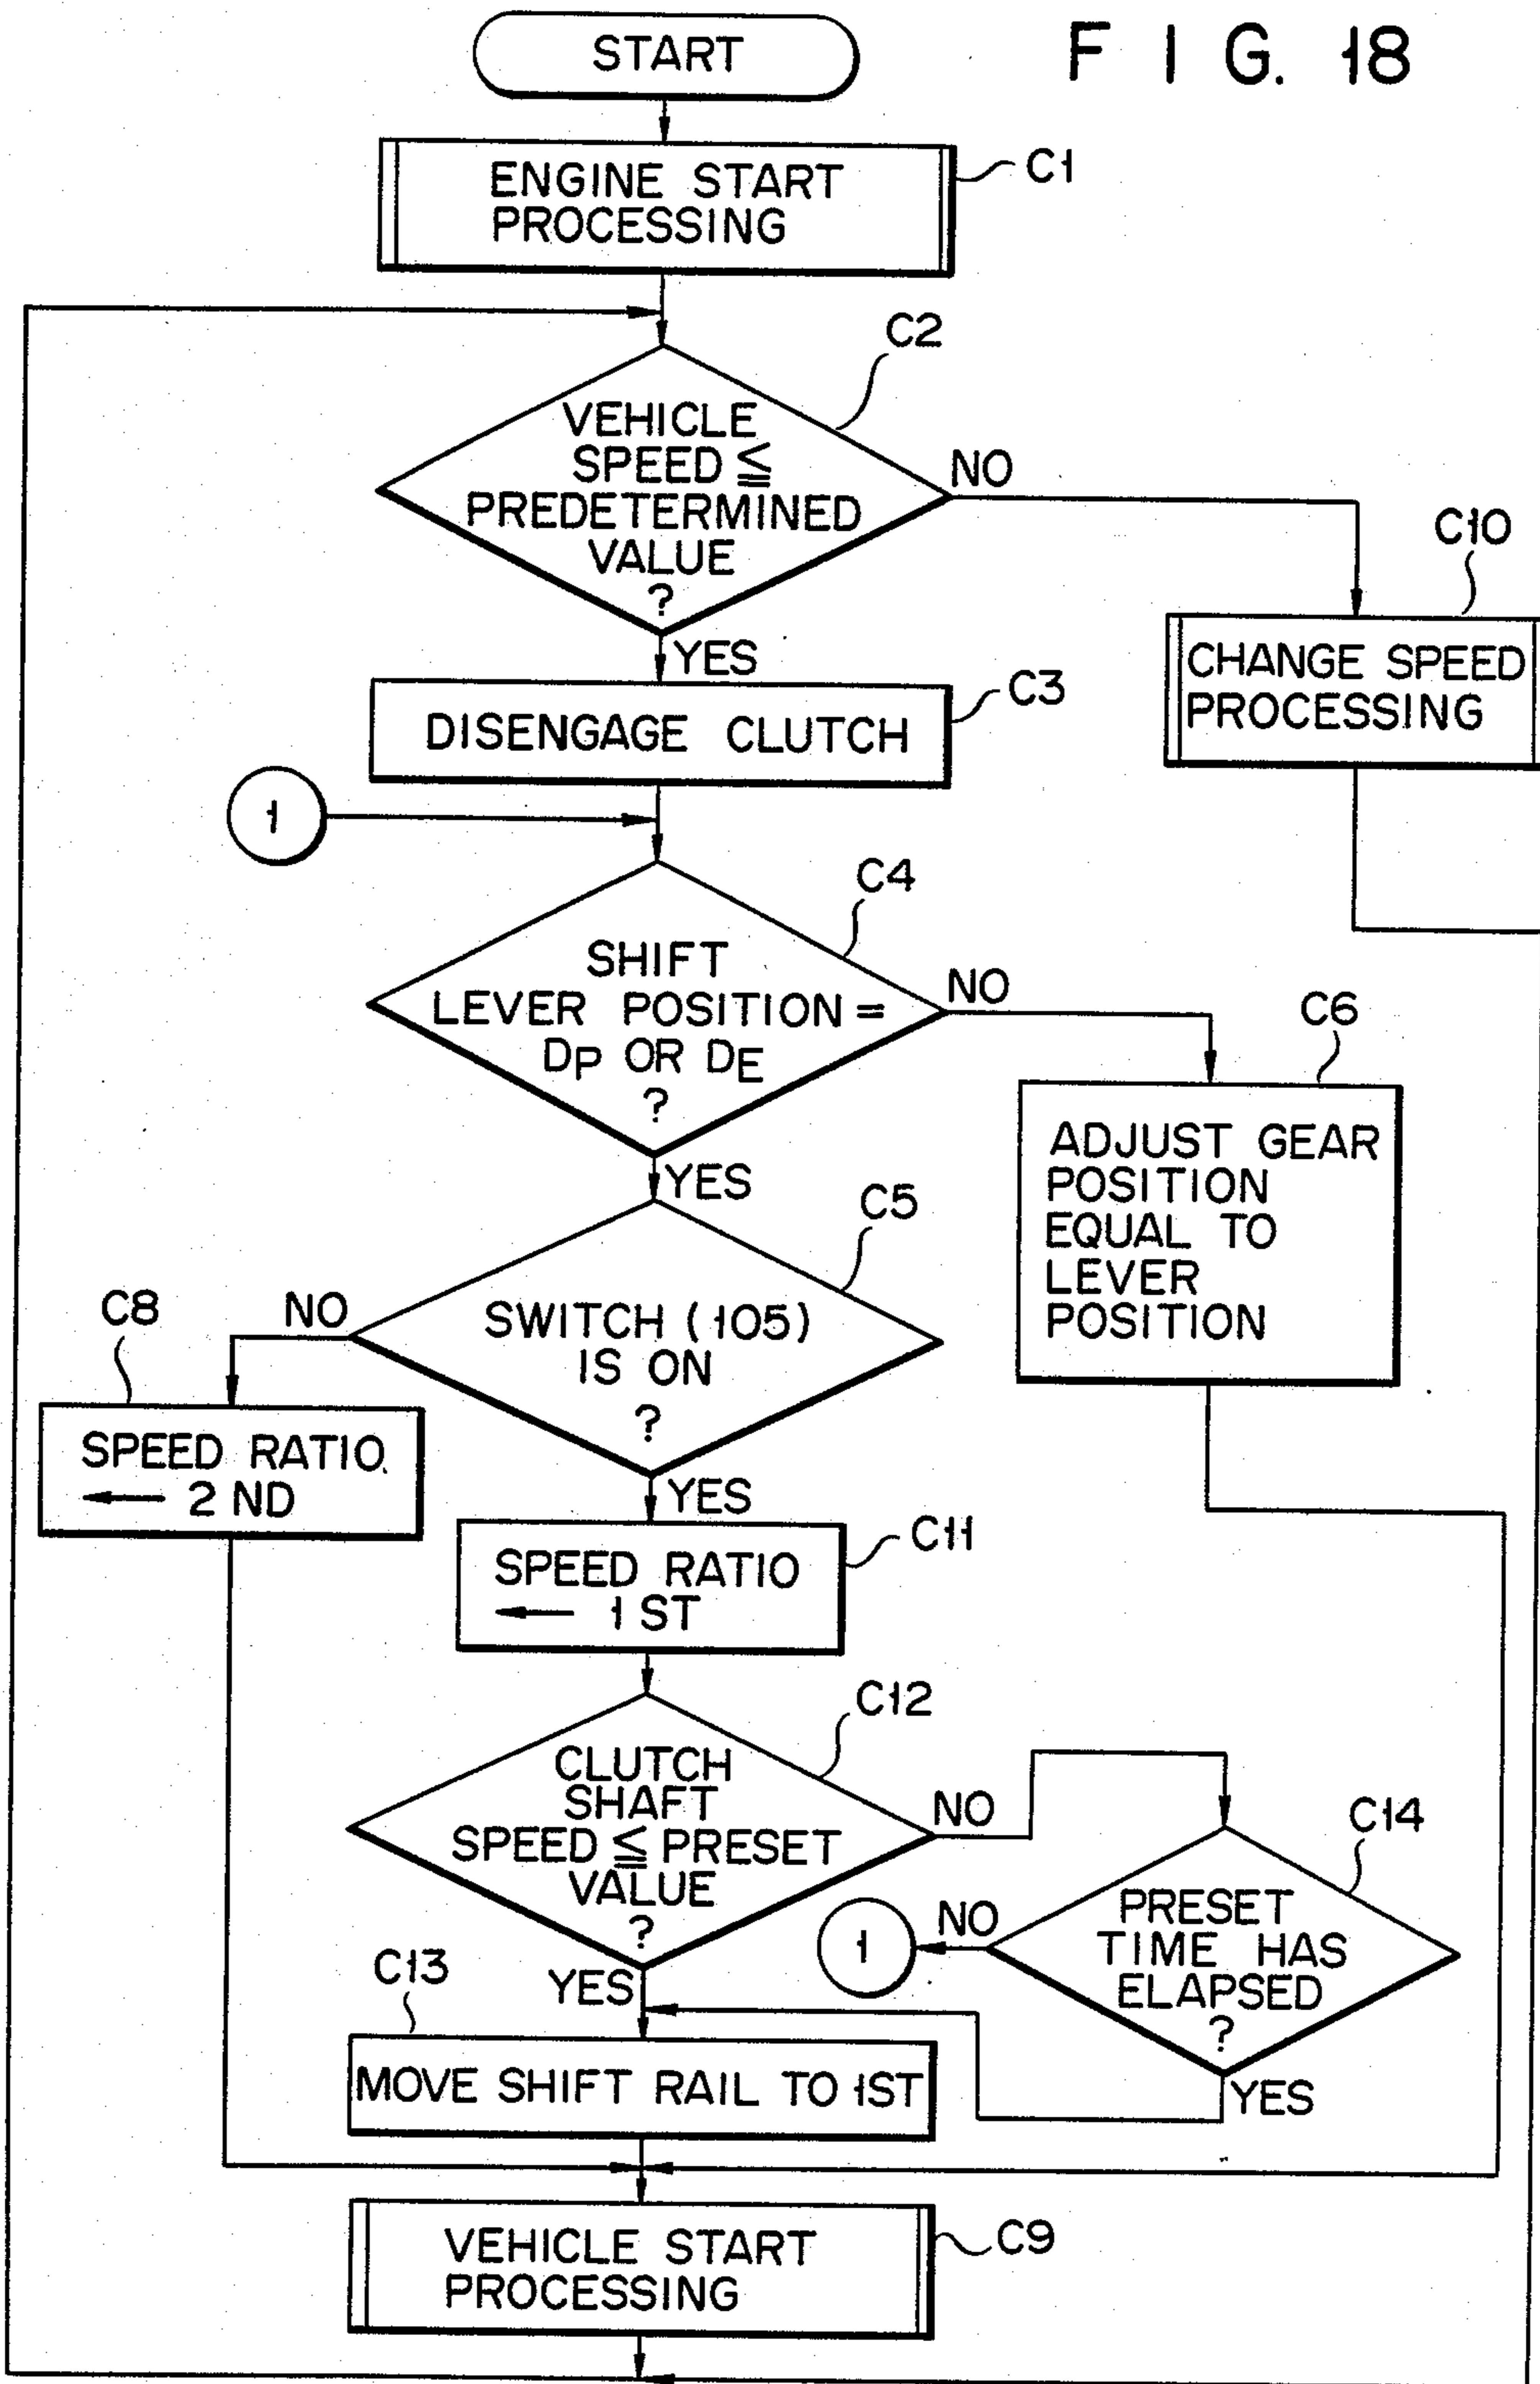 F I G. 18
START
ENGINE START
PROCESSING
C1
C2
VEHICLE
SPEED ≦
PREDETERMINED
VALUE
?
NO
YES
C10
CHANGE SPEED
PROCESSING
DISENGAGE CLUTCH
C3
1
C4
SHIFT
LEVER POSITION =
DP OR DE
?
NO
YES
C6
ADJUST GEAR
POSITION
EQUAL TO
LEVER
POSITION
C5
SWITCH (105)
IS ON
?
NO
YES
C8
SPEED RATIO
← 2 ND
C11
SPEED RATIO
← 1 ST
C12
CLUTCH
SHAFT
SPEED ≦ PRESET
VALUE
?
NO
YES
C14
PRESET
TIME HAS
ELAPSED
?
NO
1
YES
C13
MOVE SHIFT RAIL TO 1ST
VEHICLE START
PROCESSING
C9